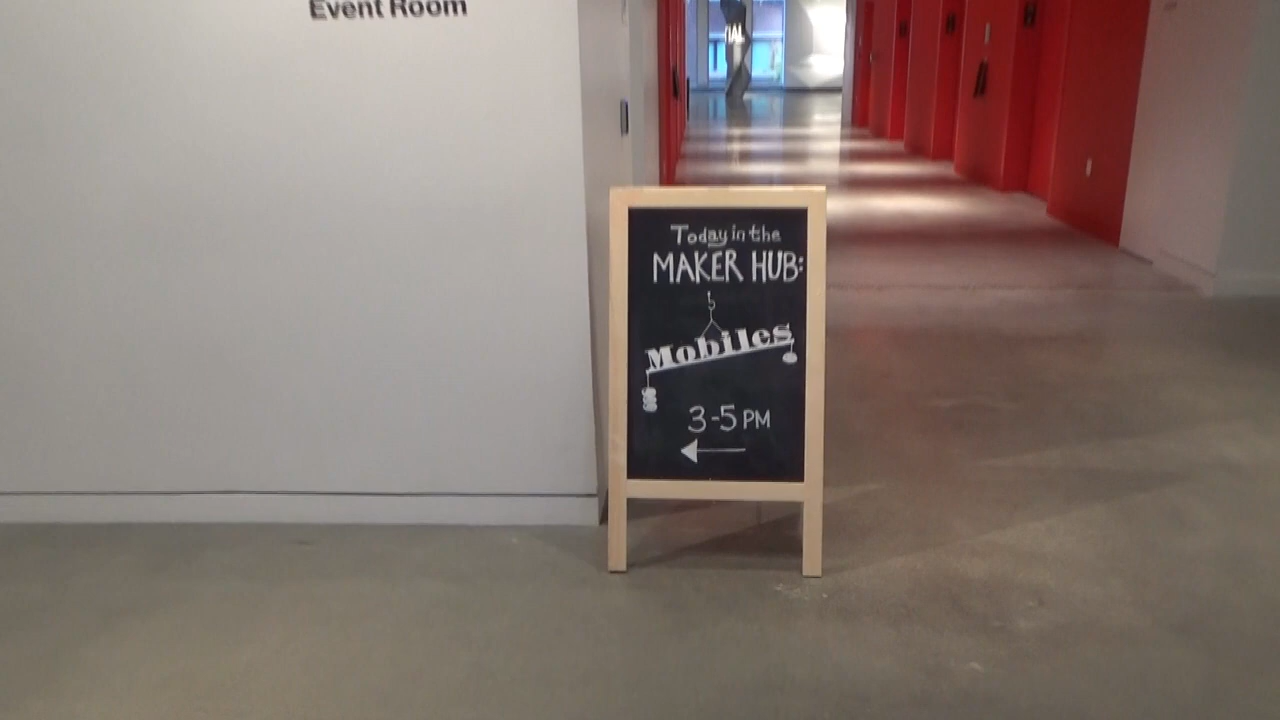 Event Room
Today in the
MAKER HUB:
Mobiles
3-5 PM